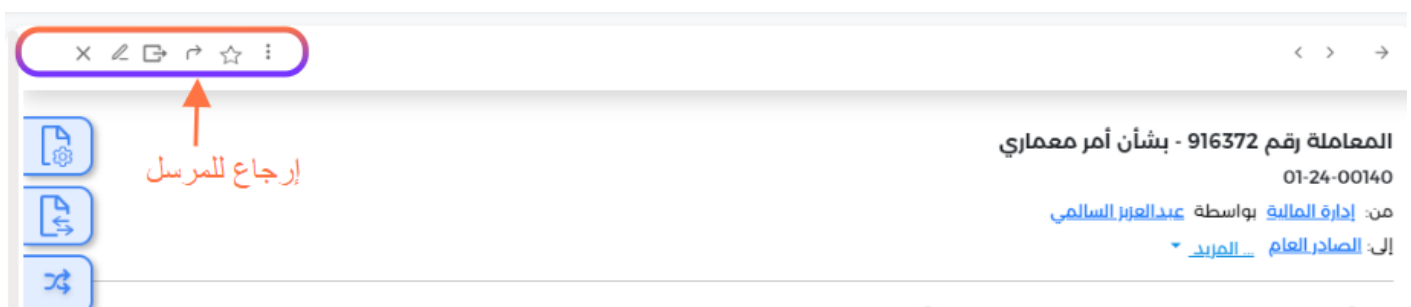 إرجاع للمرسل
المعاملة رقم 916372 - بشأن أمر معماري
01-24-00140
من: إدارة المالية بواسطة عبدالعزيز السالمي
إلى: الصادر العام ... المزيد